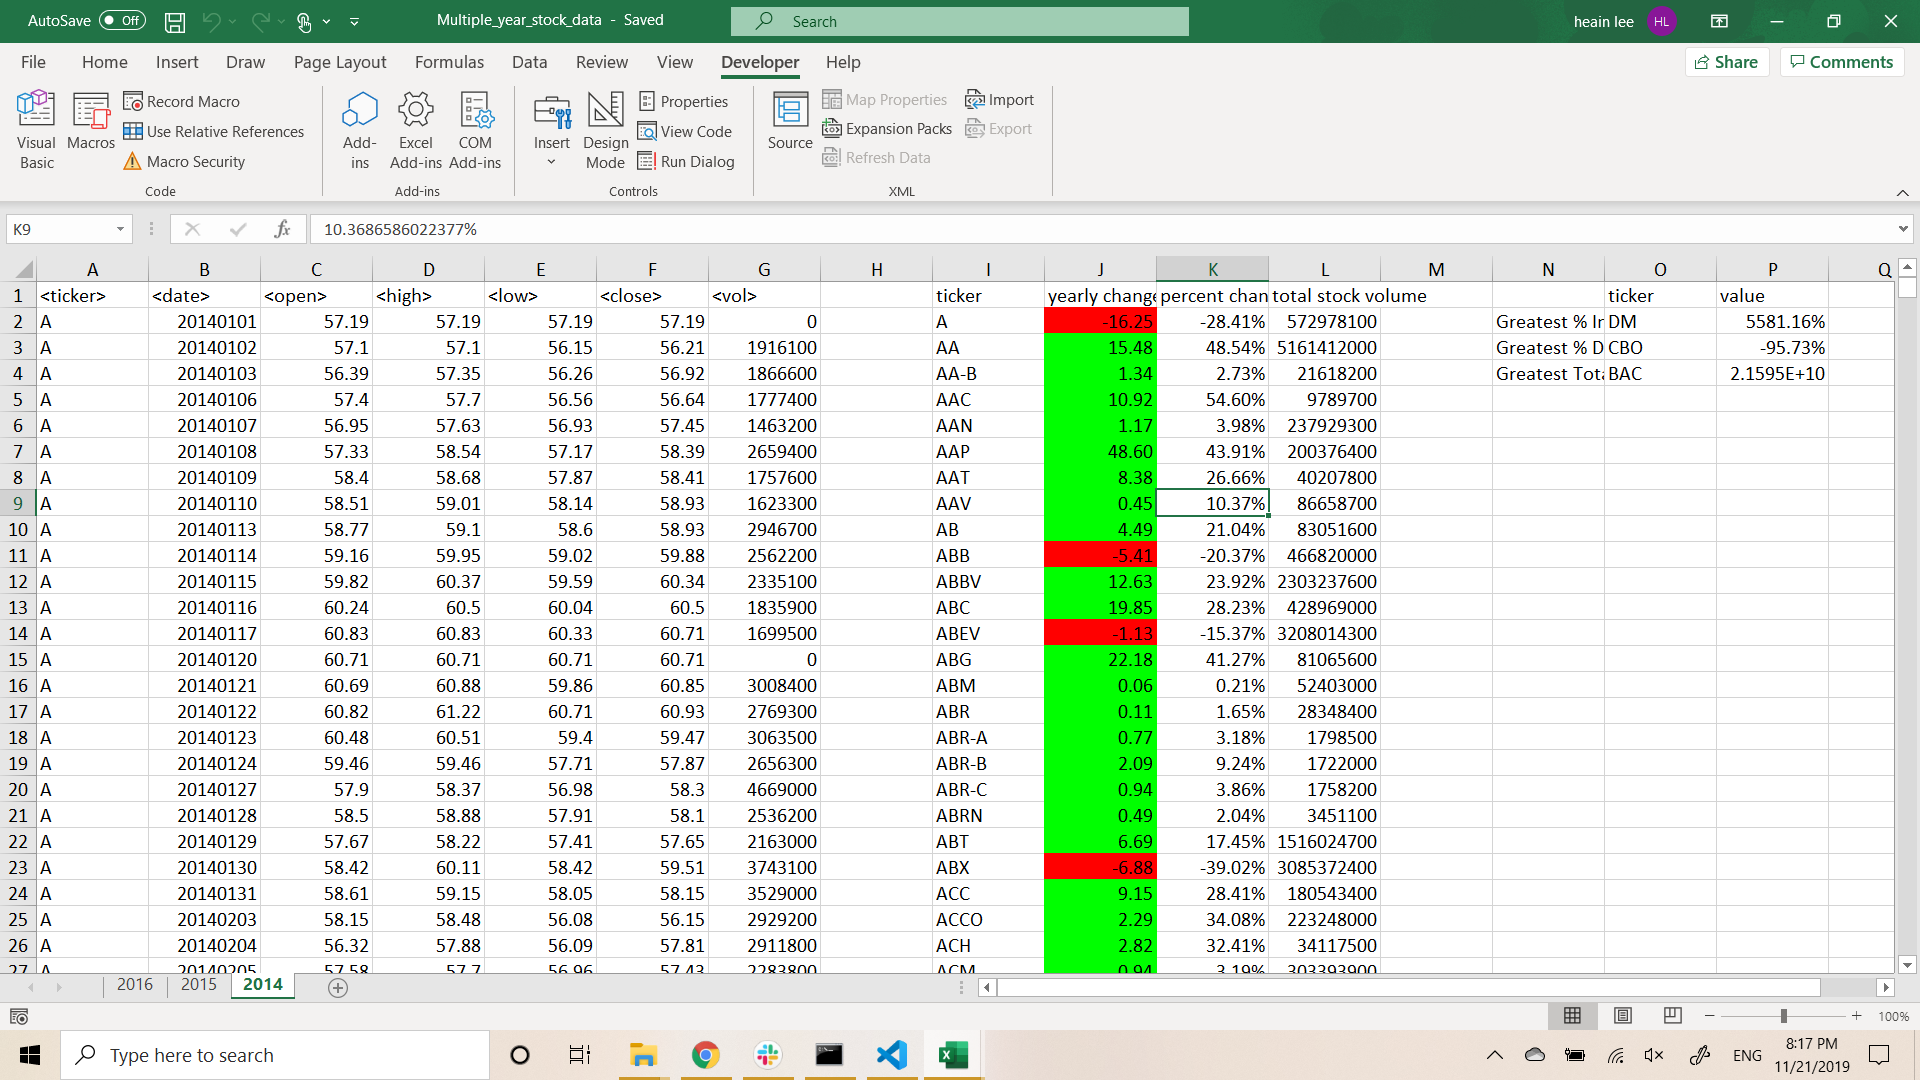 AutoSave Off Multiple_year_stock_data - Saved Search heain lee HL
File Home Insert Draw Page Layout Formulas Data Review View Developer Help Share Comments
Visual Basic Macros Record Macro Use Relative References Macro Security Code
Add-ins Excel Add-ins COM Add-ins Add-ins
Insert Design Mode Properties View Code Run Dialog Controls
Source Map Properties Expansion Packs Refresh Data Import Export XML
K9 fx 10.3686586022377%
A B C D E F G H I J K L M N O P Q
1 <ticker> <date> <open> <high> <low> <close> <vol> ticker yearly change percent chan total stock volume ticker value
2 A 20140101 57.19 57.19 57.19 57.19 0 A -16.25 -28.41% 572978100 Greatest % In DM 5581.16%
3 A 20140102 57.1 57.1 56.15 56.21 1916100 AA 15.48 48.54% 5161412000 Greatest % D CBO -95.73%
4 A 20140103 56.39 57.35 56.26 56.92 1866600 AA-B 1.34 2.73% 21618200 Greatest Tota BAC 2.1595E+10
5 A 20140106 57.4 57.7 56.56 56.64 1777400 AAC 10.92 54.60% 9789700
6 A 20140107 56.95 57.63 56.93 57.45 1463200 AAN 1.17 3.98% 237929300
7 A 20140108 57.33 58.54 57.17 58.39 2659400 AAP 48.60 43.91% 200376400
8 A 20140109 58.4 58.68 57.87 58.41 1757600 AAT 8.38 26.66% 40207800
9 A 20140110 58.51 59.01 58.14 58.93 1623300 AAV 0.45 10.37% 86658700
10 A 20140113 58.77 59.1 58.6 58.93 2946700 AB 4.49 21.04% 83051600
11 A 20140114 59.16 59.95 59.02 59.88 2562200 ABB -5.41 -20.37% 466820000
12 A 20140115 59.82 60.37 59.59 60.34 2335100 ABBV 12.63 23.92% 2303237600
13 A 20140116 60.24 60.5 60.04 60.5 1835900 ABC 19.85 28.23% 428969000
14 A 20140117 60.83 60.83 60.33 60.71 1699500 ABEV -1.13 -15.37% 3208014300
15 A 20140120 60.71 60.71 60.71 60.71 0 ABG 22.18 41.27% 81065600
16 A 20140121 60.69 60.88 59.86 60.85 3008400 ABM 0.06 0.21% 52403000
17 A 20140122 60.82 61.22 60.71 60.93 2769300 ABR 0.11 1.65% 28348400
18 A 20140123 60.48 60.51 59.4 59.47 3063500 ABR-A 0.77 3.18% 1798500
19 A 20140124 59.46 59.46 57.71 57.87 2656300 ABR-B 2.09 9.24% 1722000
20 A 20140127 57.9 58.37 56.98 58.3 4669000 ABR-C 0.94 3.86% 1758200
21 A 20140128 58.5 58.88 57.91 58.1 2536200 ABRN 0.49 2.04% 3451100
22 A 20140129 57.67 58.22 57.41 57.65 2163000 ABT 6.69 17.45% 1516024700
23 A 20140130 58.42 60.11 58.42 59.51 3743100 ABX -6.88 -39.02% 3085372400
24 A 20140131 58.61 59.15 58.05 58.15 3529000 ACC 9.15 28.41% 180543400
25 A 20140203 58.15 58.48 56.08 56.15 2929200 ACCO 2.29 34.08% 223248000
26 A 20140204 56.32 57.88 56.09 57.81 2911800 ACH 2.82 32.41% 34117500
27 A 20140205 57.58 57.7 56.96 57.43 2283800 ACM 0.94 3.19% 303393900
2016 2015 2014
100%
Type here to search ENG 8:17 PM
11/21/2019